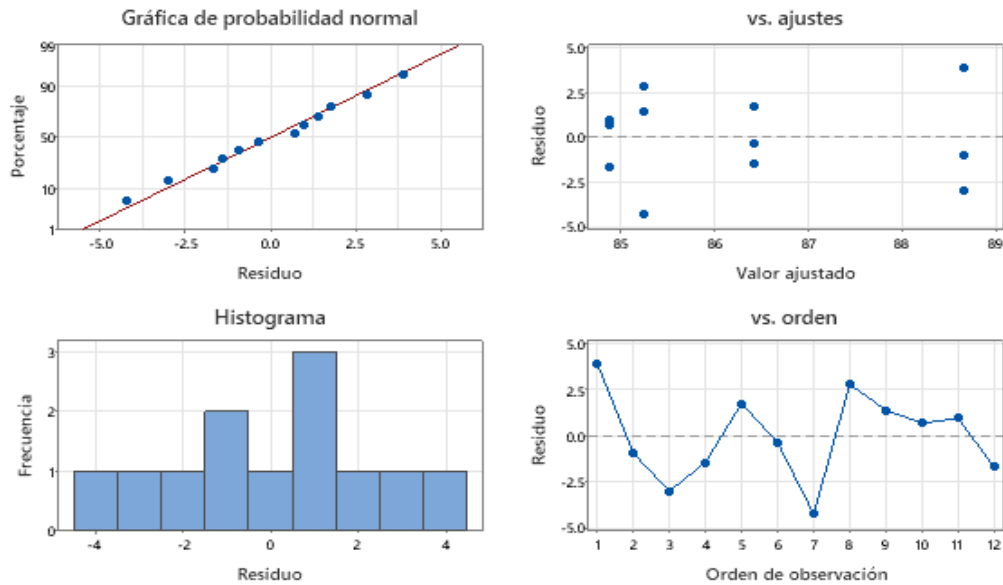 Gráfica de probabilidad normal
99
90
50
10
1
Porcentaje
-5.0 -2.5 0.0 2.5 5.0
Residuo
vs. ajustes
5.0
2.5
0.0
-2.5
-5.0
Residuo
85 86 87 88 89
Valor ajustado
Histograma
3
2
1
0
Frecuencia
-4 -2 0 2 4
Residuo
vs. orden
5.0
2.5
0.0
-2.5
-5.0
Residuo
1 2 3 4 5 6 7 8 9 10 11 12
Orden de observación